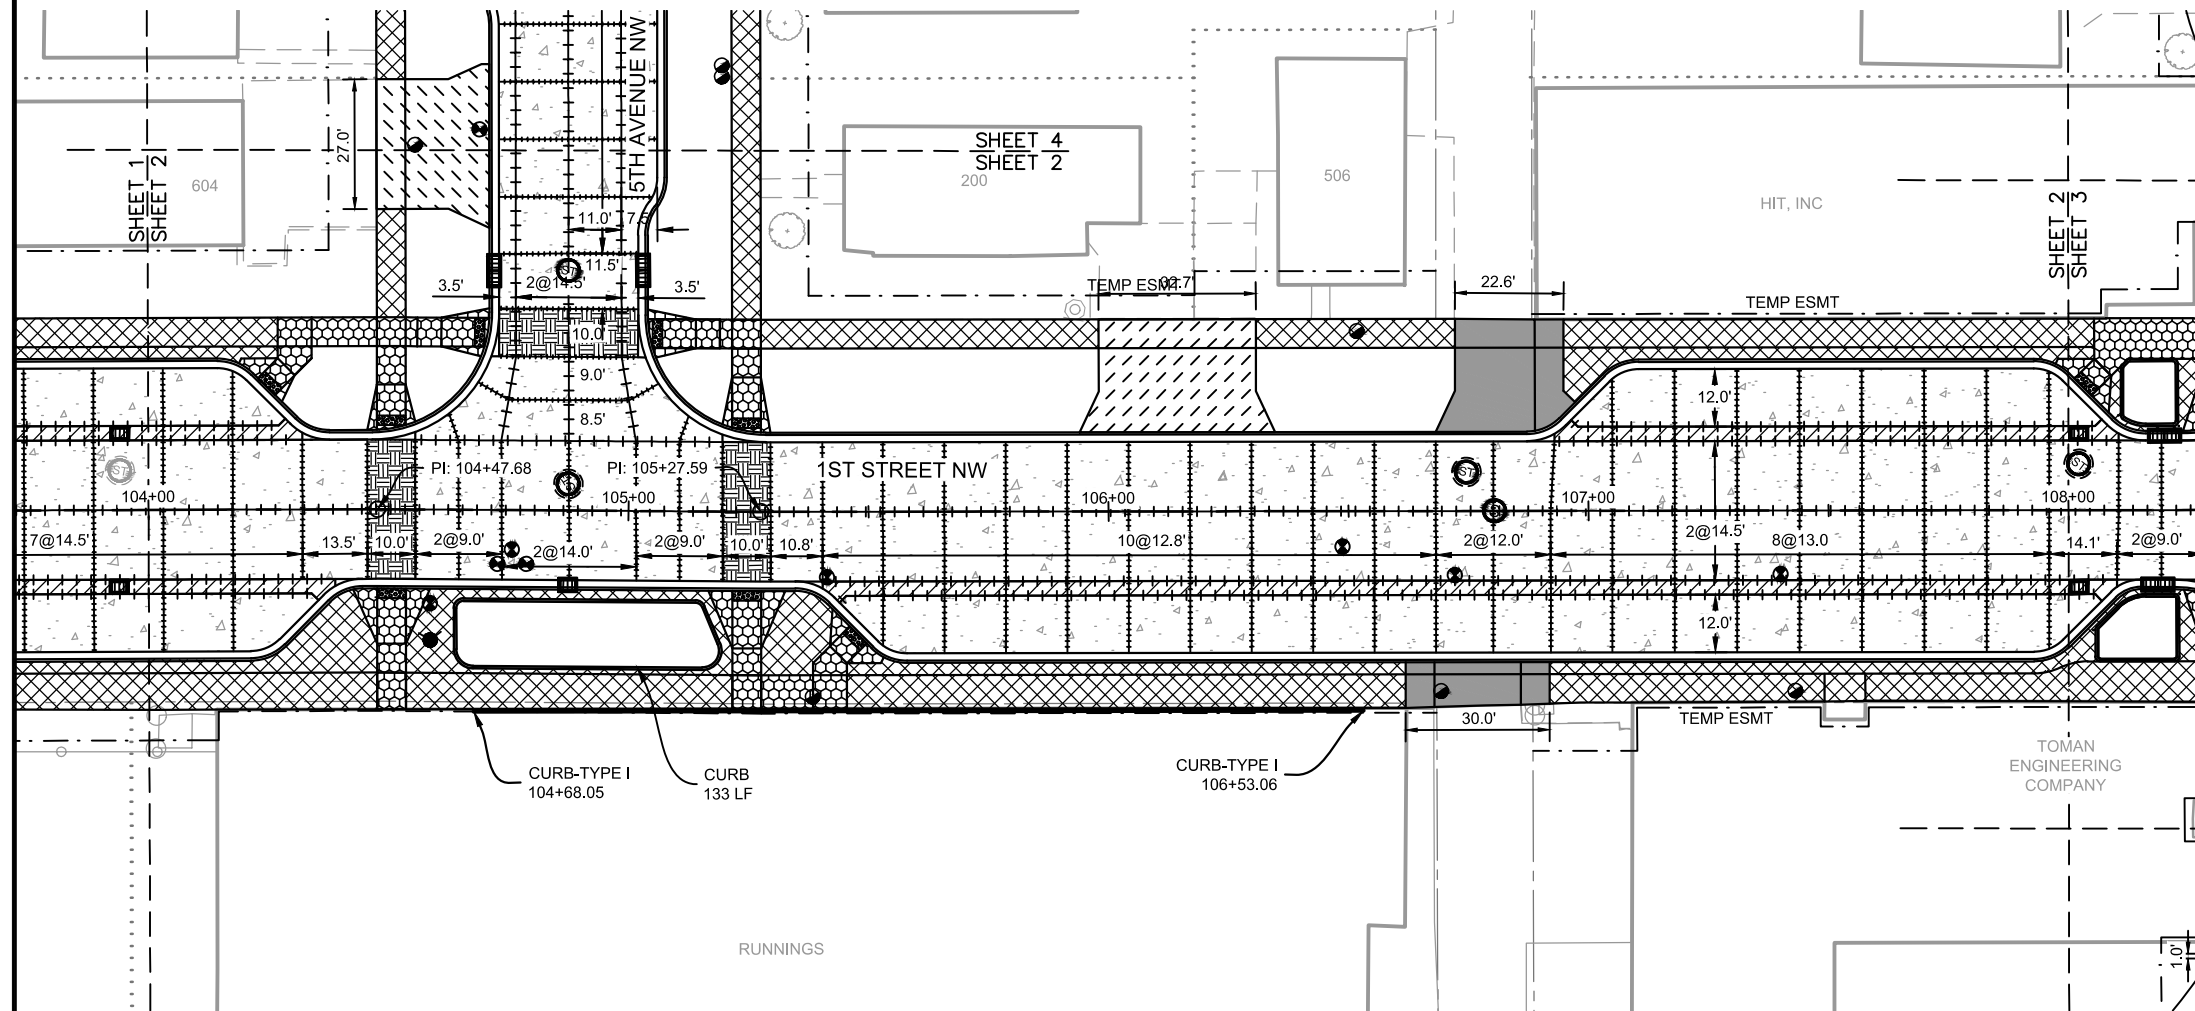 5TH AVENUE NW
SHEET 1
SHEET 2
SHEET 4
SHEET 2
SHEET 2
SHEET 3
604
27.0'
200
506
HIT, INC
11.0'
11.5'
3.5'
2@14.5'
3.5'
TEMP ESMT
22.6'
TEMP ESMT
10.0'
9.0'
8.5'
12.0'
PI: 104+47.68
PI: 105+27.59
1ST STREET NW
104+00
105+00
106+00
107+00
108+00
7@14.5'
13.5'
10.0'
2@9.0'
2@14.0'
2@9.0'
10.0'
10.8'
10@12.8'
2@12.0'
2@14.5'
8@13.0
14.1'
2@9.0'
12.0'
30.0'
TEMP ESMT
CURB-TYPE I
104+68.05
CURB
133 LF
CURB-TYPE I
106+53.06
TOMAN
ENGINEERING
COMPANY
RUNNINGS
1.0'